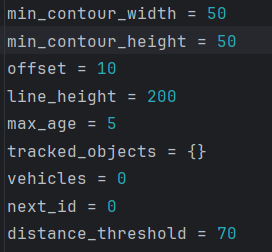 min_contour_width = 50
min_contour_height = 50
offset = 10
line_height = 200
max_age = 5
tracked_objects = {}
vehicles = 0
next_id = 0
distance_threshold = 70